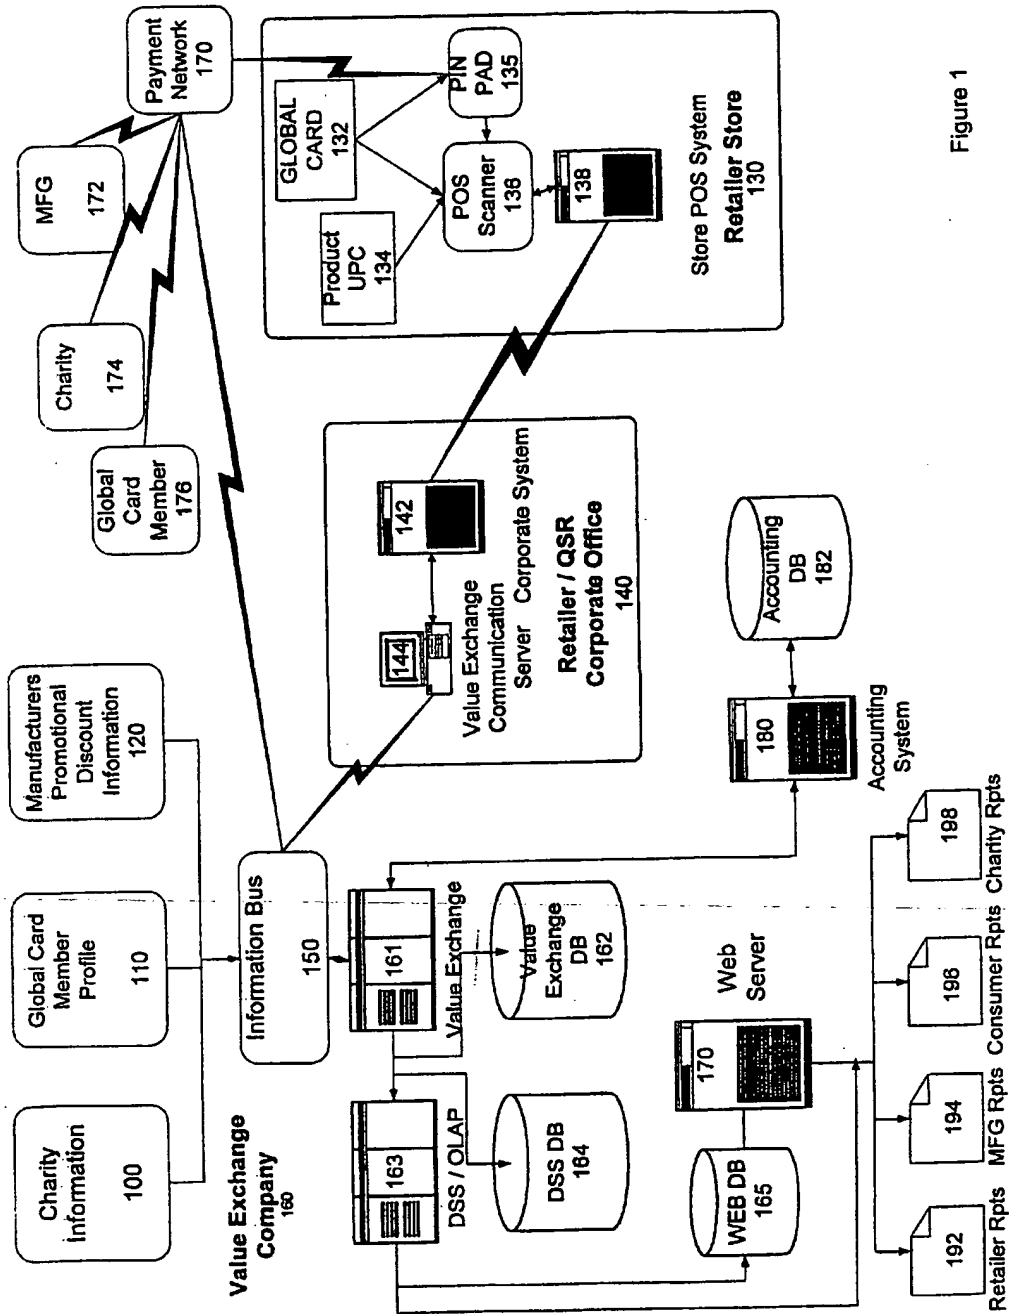 Charity
Information
100
Global Card
Member
Profile
110
Manufacturers
Promotional
Discount
Information
120
Global
Card
Member
176
Charity
174
MFG
172
Payment
Network
170
Value Exchange
Company
160
Information Bus
150
163
DSS / OLAP
161
Value Exchange
DSS DB
164
Value
Exchange
DB
162
144
142
Value Exchange
Communication
Server Corporate System
Retailer / QSR
Corporate Office
140
Product
UPC
134
GLOBAL
CARD
132
POS
Scanner
136
PIN
PAD
135
138
Store POS System
Retailer Store
130
WEB DB
165
170
Web
Server
180
Accounting
System
Accounting
DB
182
192
Retailer Rpts
194
MFG Rpts
198
Consumer Rpts
198
Charity Rpts
Figure 1